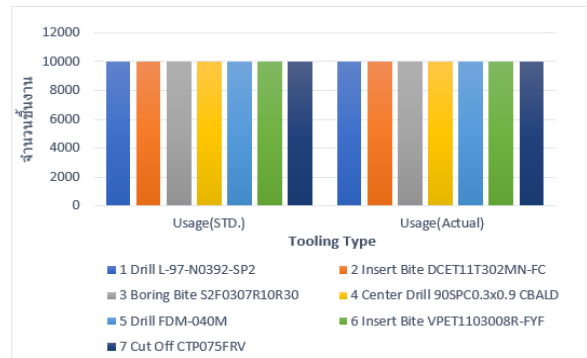 12000
10000
8000
6000
4000
2000
0
จำนวนชิ้นงาน
Usage(STD.) Usage(Actual)
Tooling Type
1 Drill L-97-N0392-SP2 2 Insert Bite DCET11T302MN-FC
3 Boring Bite S2F0307R10R30 4 Center Drill 90SPC0.3x0.9 CBALD
5 Drill FDM-040M 6 Insert Bite VPET1103008R-FYF
7 Cut Off CTP075FRV